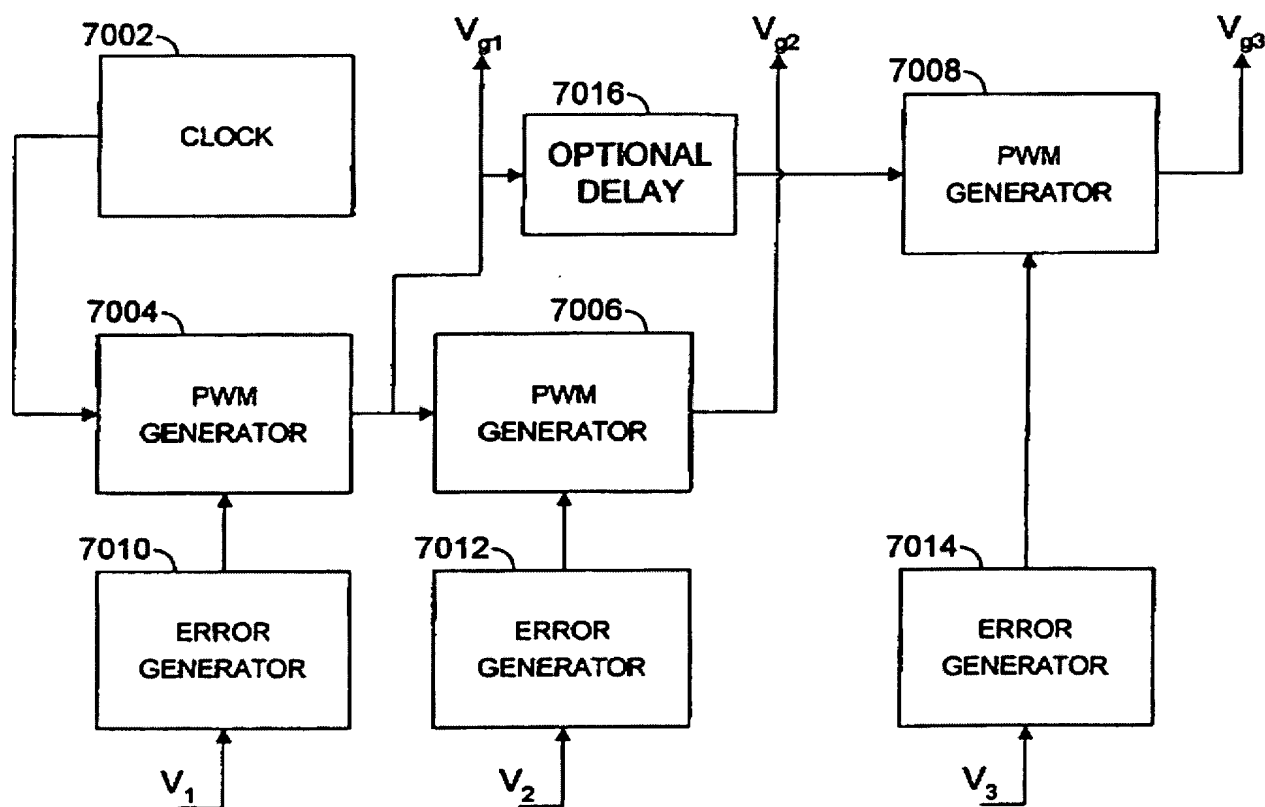 7002
CLOCK
V_g1
7016
OPTIONAL
DELAY
V_g2
7008
PWM
GENERATOR
V_g3
7004
PWM
GENERATOR
7006
PWM
GENERATOR
7010
ERROR
GENERATOR
7012
ERROR
GENERATOR
7014
ERROR
GENERATOR
V_1
V_2
V_3